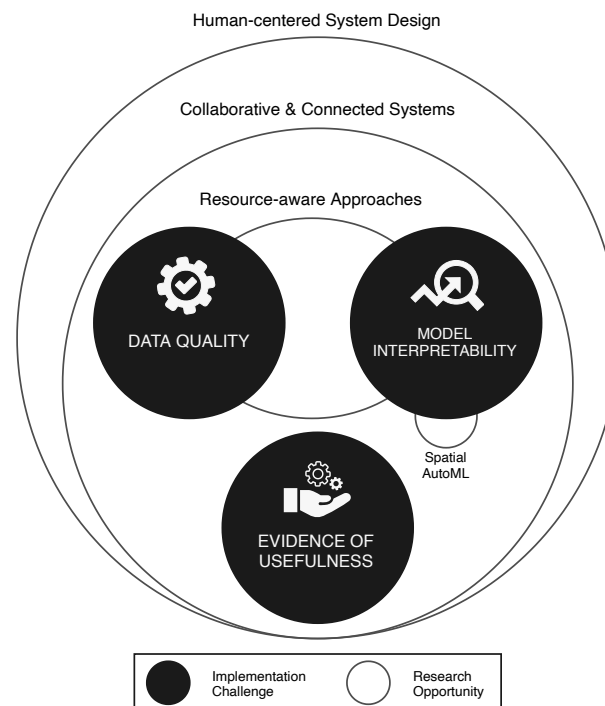 Human-centered System Design
Collaborative & Connected Systems
Resource-aware Approaches
DATA QUALITY
MODEL
INTERPRETABILITY
Spatial
AutoML
EVIDENCE OF
USEFULNESS
Implementation
Challenge
Research
Opportunity